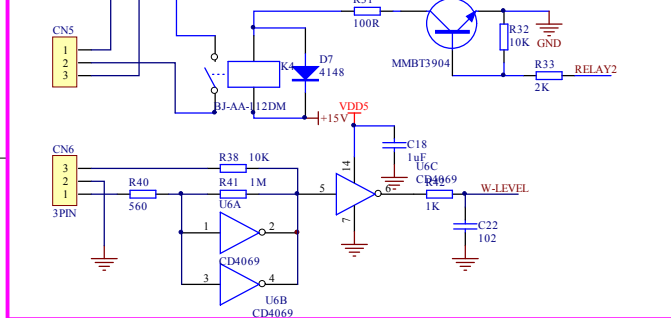 100R
CN5
1
2
3
K4
D7
4148
BJ-AA-112DM
+15V
MMBT3904
R32
10K
GND
R33
2K
RELAY2
VDD5
C18
1uF
CN6
3
2
1
3PIN
R38 10K
R40
560
R41 1M
U6A
1
2
CD4069
3
4
U6B
CD4069
5
14
7
6
U6C
CD4069
R42
1K
W-LEVEL
C22
102